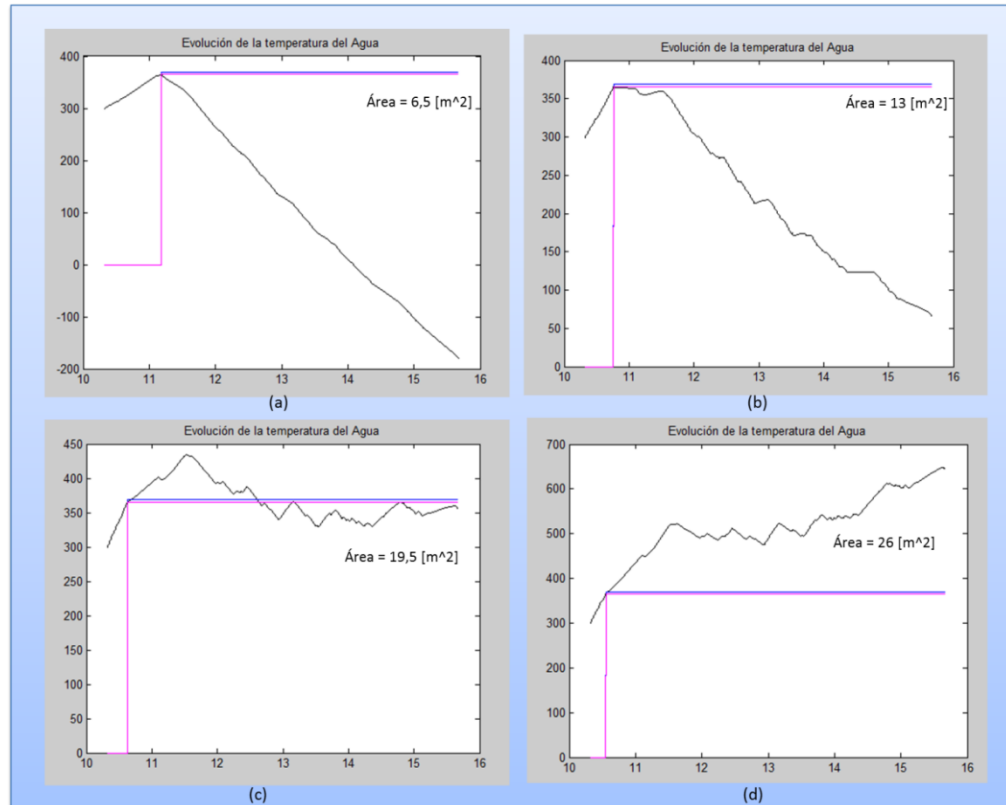 Evolución de la temperatura del Agua
400
300
200
100
0
-100
-200
10 11 12 13 14 15 16
Área = 6,5 [m^2]
(a)
Evolución de la temperatura del Agua
400
350
300
250
200
150
100
50
0
10 11 12 13 14 15 16
Área = 13 [m^2]
(b)
Evolución de la temperatura del Agua
450
400
350
300
250
200
150
100
50
0
10 11 12 13 14 15 16
Área = 19,5 [m^2]
(c)
Evolución de la temperatura del Agua
700
600
500
400
300
200
100
0
10 11 12 13 14 15 16
Área = 26 [m^2]
(d)